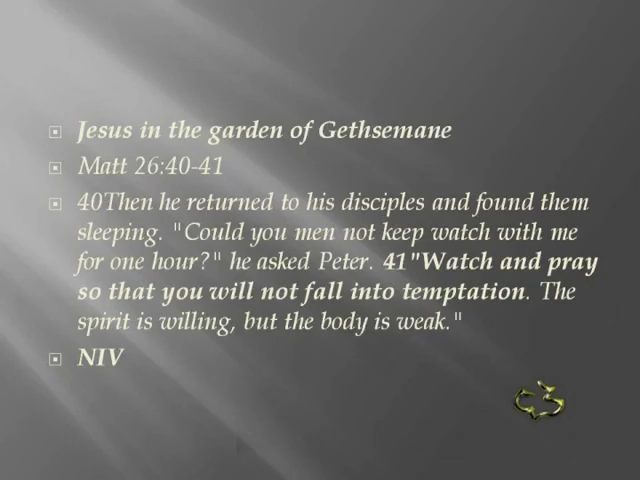 Jesus in the garden of Gethsemane
Matt 26:40-41
40Then he returned to his disciples and found them
sleeping. "Could you men not keep watch with me
for one hour?" he asked Peter. 41"Watch and pray
so that you will not fall into temptation. The
spirit is willing, but the body is weak."
NIV